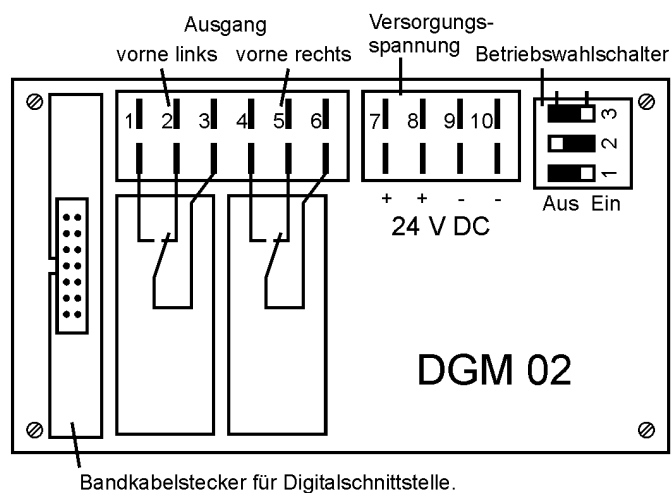 Ausgang
vorne links vorne rechts
Versorgungs-
spannung
Betriebswahlschalter
1 2 3 4 5 6 7 8 9 10
3
2
1
Aus Ein
+ + - -
24 V DC
DGM 02
Bandkabelstecker für Digitalschnittstelle.